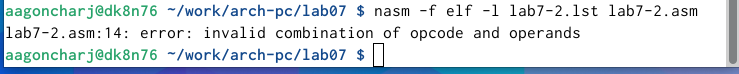 aagoncharj@dk8n76 ~/work/arch-pc/lab07 $ nasm -f elf -l lab7-2.lst lab7-2.asm
lab7-2.asm:14: error: invalid combination of opcode and operands
aagoncharj@dk8n76 ~/work/arch-pc/lab07 $